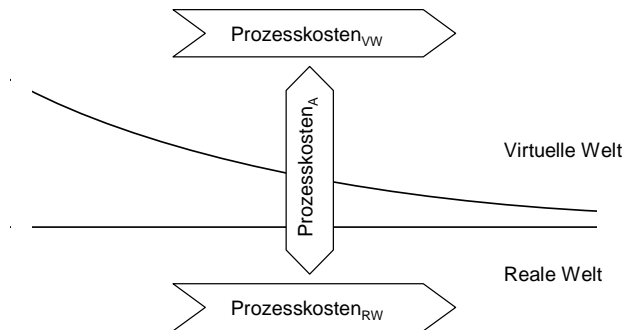 Prozesskosten_VW
Prozesskosten_A
Virtuelle Welt
Reale Welt
Prozesskosten_RW